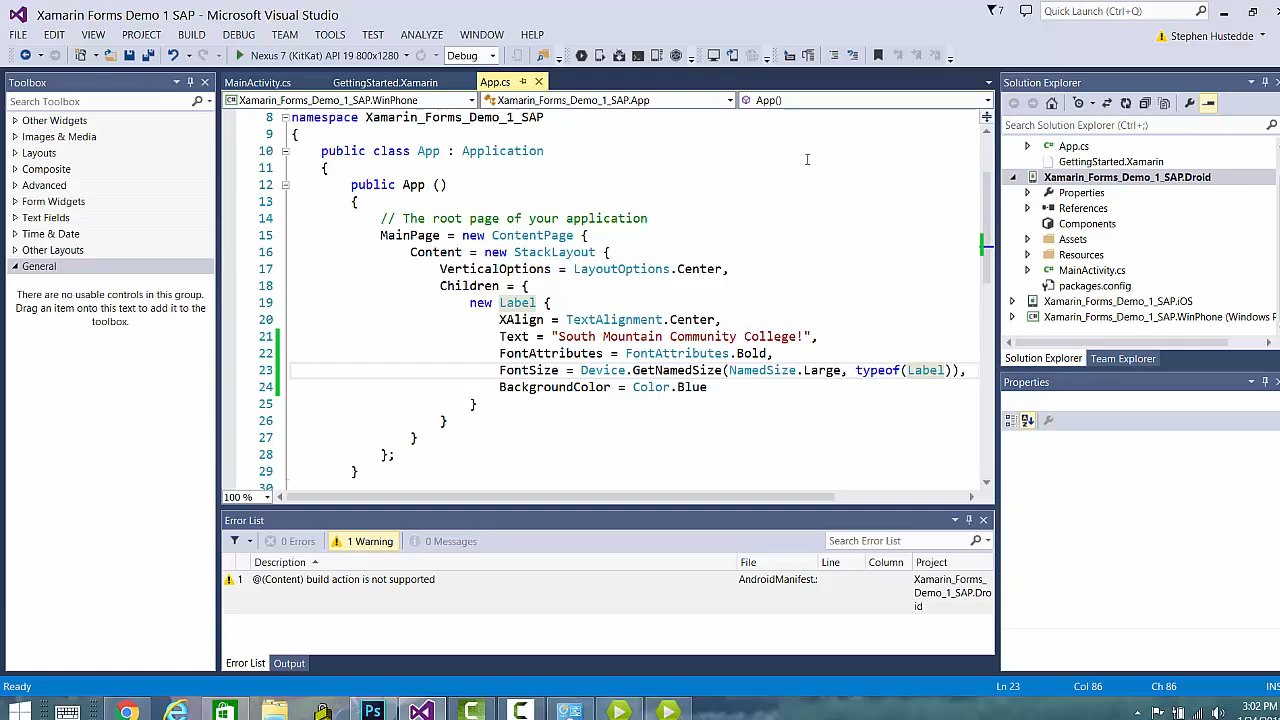 Xamarin Forms Demo 1 SAP - Microsoft Visual Studio
7
Quick Launch (Ctrl+Q)
FILE EDIT VIEW PROJECT BUILD DEBUG TEAM TOOLS TEST ANALYZE WINDOW HELP
Stephen Hustedde
Nexus 7 (KitKat) API 19 800x1280)
Debug
Toolbox
Search Toolbox
Other Widgets
Images & Media
Layouts
Composite
Advanced
Form Widgets
Text Fields
Time & Date
Other Layouts
General
There are no usable controls in this group.
Drag an item onto this text to add it to the
toolbox.
MainActivity.cs GettingStarted.Xamarin App.cs
Xamarin_Forms_Demo_1_SAP.WinPhone Xamarin_Forms_Demo_1_SAP.App App()
8 namespace Xamarin_Forms_Demo_1_SAP
9 {
10 public class App : Application
11 {
12 public App ()
13 {
14 // The root page of your application
15 MainPage = new ContentPage {
16 Content = new StackLayout {
17 VerticalOptions = LayoutOptions.Center,
18 Children = {
19 new Label {
20 XAlign = TextAlignment.Center,
21 Text = "South Mountain Community College!",
22 FontAttributes = FontAttributes.Bold,
23 FontSize = Device.GetNamedSize(NamedSize.Large, typeof(Label)),
24 BackgroundColor = Color.Blue
25 }
26 }
27 }
28 };
29 }
30
100 %
Error List
0 Errors 1 Warning 0 Messages
Search Error List
Description File Line Column Project
1 @(Content) build action is not supported AndroidManifest. Xamarin_Forms_
Demo_1_SAP.Dro
id
Error List Output
Solution Explorer
Search Solution Explorer (Ctrl+;)
App.cs
GettingStarted.Xamarin
Xamarin_Forms_Demo_1_SAP.Droid
Properties
References
Components
Assets
Resources
MainActivity.cs
packages.config
Xamarin_Forms_Demo_1_SAP.iOS
Xamarin_Forms_Demo_1_SAP.WinPhone (Windows F
Solution Explorer Team Explorer
Properties
Ready
Ln 23 Col 86 Ch 86 INS
Ps
3:02 PM